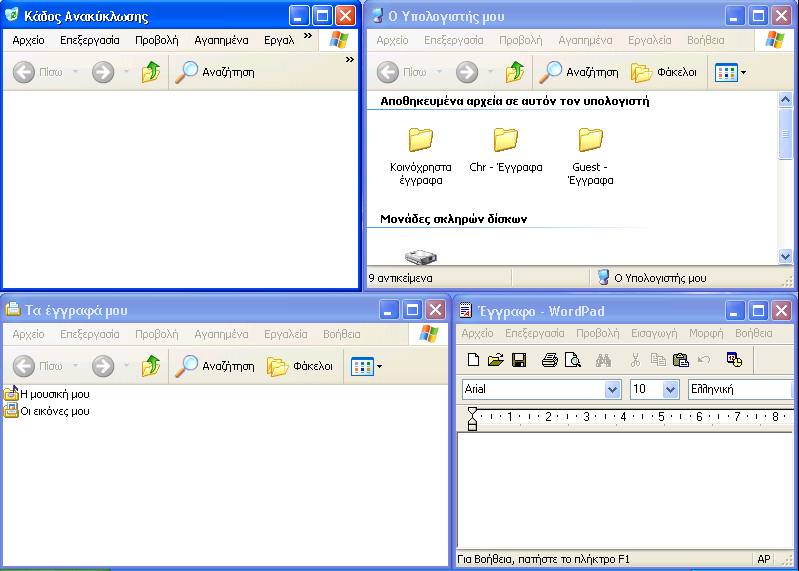 Κάδος Ανακύκλωσης
Αρχείο Επεξεργασία Προβολή Αγαπημένα Εργαλ »
Πίσω Αναζήτηση »
Ο Υπολογιστής μου
Αρχείο Επεξεργασία Προβολή Αγαπημένα Εργαλεία Βοήθεια
Πίσω Αναζήτηση Φάκελοι
Αποθηκευμένα αρχεία σε αυτόν τον υπολογιστή
Κοινόχρηστα έγγραφα
Chr - Έγγραφα
Guest - Έγγραφα
Μονάδες σκληρών δίσκων
9 αντικείμενα Ο Υπολογιστής μου
Τα έγγραφά μου
Αρχείο Επεξεργασία Προβολή Αγαπημένα Εργαλεία Βοήθεια
Πίσω Αναζήτηση Φάκελοι
Η μουσική μου
Οι εικόνες μου
Έγγραφο - WordPad
Αρχείο Επεξεργασία Προβολή Εισαγωγή Μορφή Βοήθεια
Arial 10 Ελληνική
1 2 3 4 5 6 7 8
Για Βοήθεια, πατήστε το πλήκτρο F1 ΑΡ